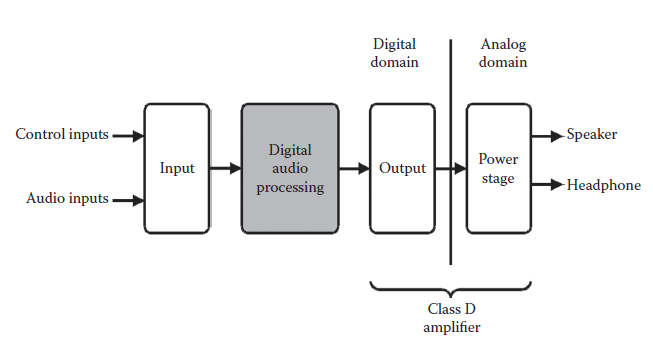 Digital
domain
Analog
domain
Control inputs
Audio inputs
Input
Digital
audio
processing
Output
Power
stage
Speaker
Headphone
Class D
amplifier